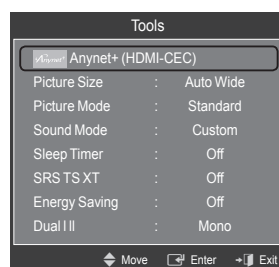 Tools
Anynet+ Anynet+ (HDMI-CEC)
Picture Size : Auto Wide
Picture Mode : Standard
Sound Mode : Custom
Sleep Timer : Off
SRS TS XT : Off
Energy Saving : Off
Dual l ll : Mono
Move Enter Exit